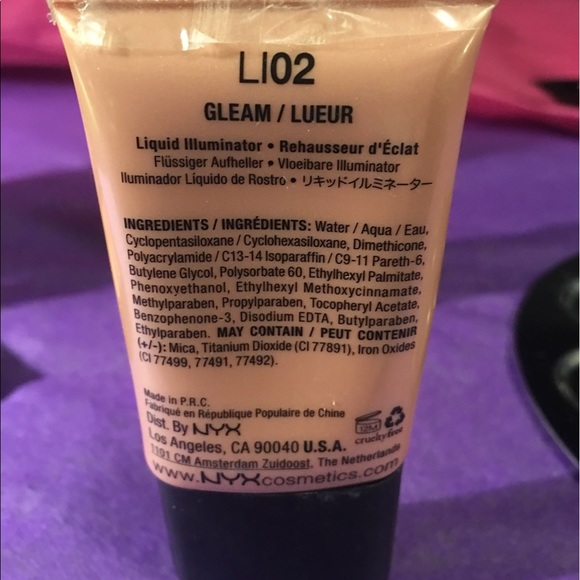 LI02
GLEAM / LUEUR
Liquid Illuminator • Rehausseur d'Éclat
Flüssiger Aufheller • Vloeibare Illuminator
Iluminador Líquido de Rostro • リキッドイルミネーター
INGREDIENTS / INGRÉDIENTS: Water / Aqua / Eau,
Cyclopentasiloxane / Cyclohexasiloxane, Dimethicone,
Polyacrylamide / C13-14 Isoparaffin / C9-11 Pareth-6,
Butylene Glycol, Polysorbate 60, Ethylhexyl Palmitate,
Phenoxyethanol, Ethylhexyl Methoxycinnamate,
Methylparaben, Propylparaben, Tocopheryl Acetate,
Benzophenone-3, Disodium EDTA, Butylparaben,
Ethylparaben. MAY CONTAIN / PEUT CONTENIR
(+/-): Mica, Titanium Dioxide (CI 77891), Iron Oxides
(CI 77499, 77491, 77492).
Made in P.R.C.
Fabriqué en République Populaire de Chine
Dist. By NYX
Los Angeles, CA 90040 U.S.A.
12M
crueltyfree
1101 CM Amsterdam Zuidoost. The Netherlands
www.NYXcosmetics.com